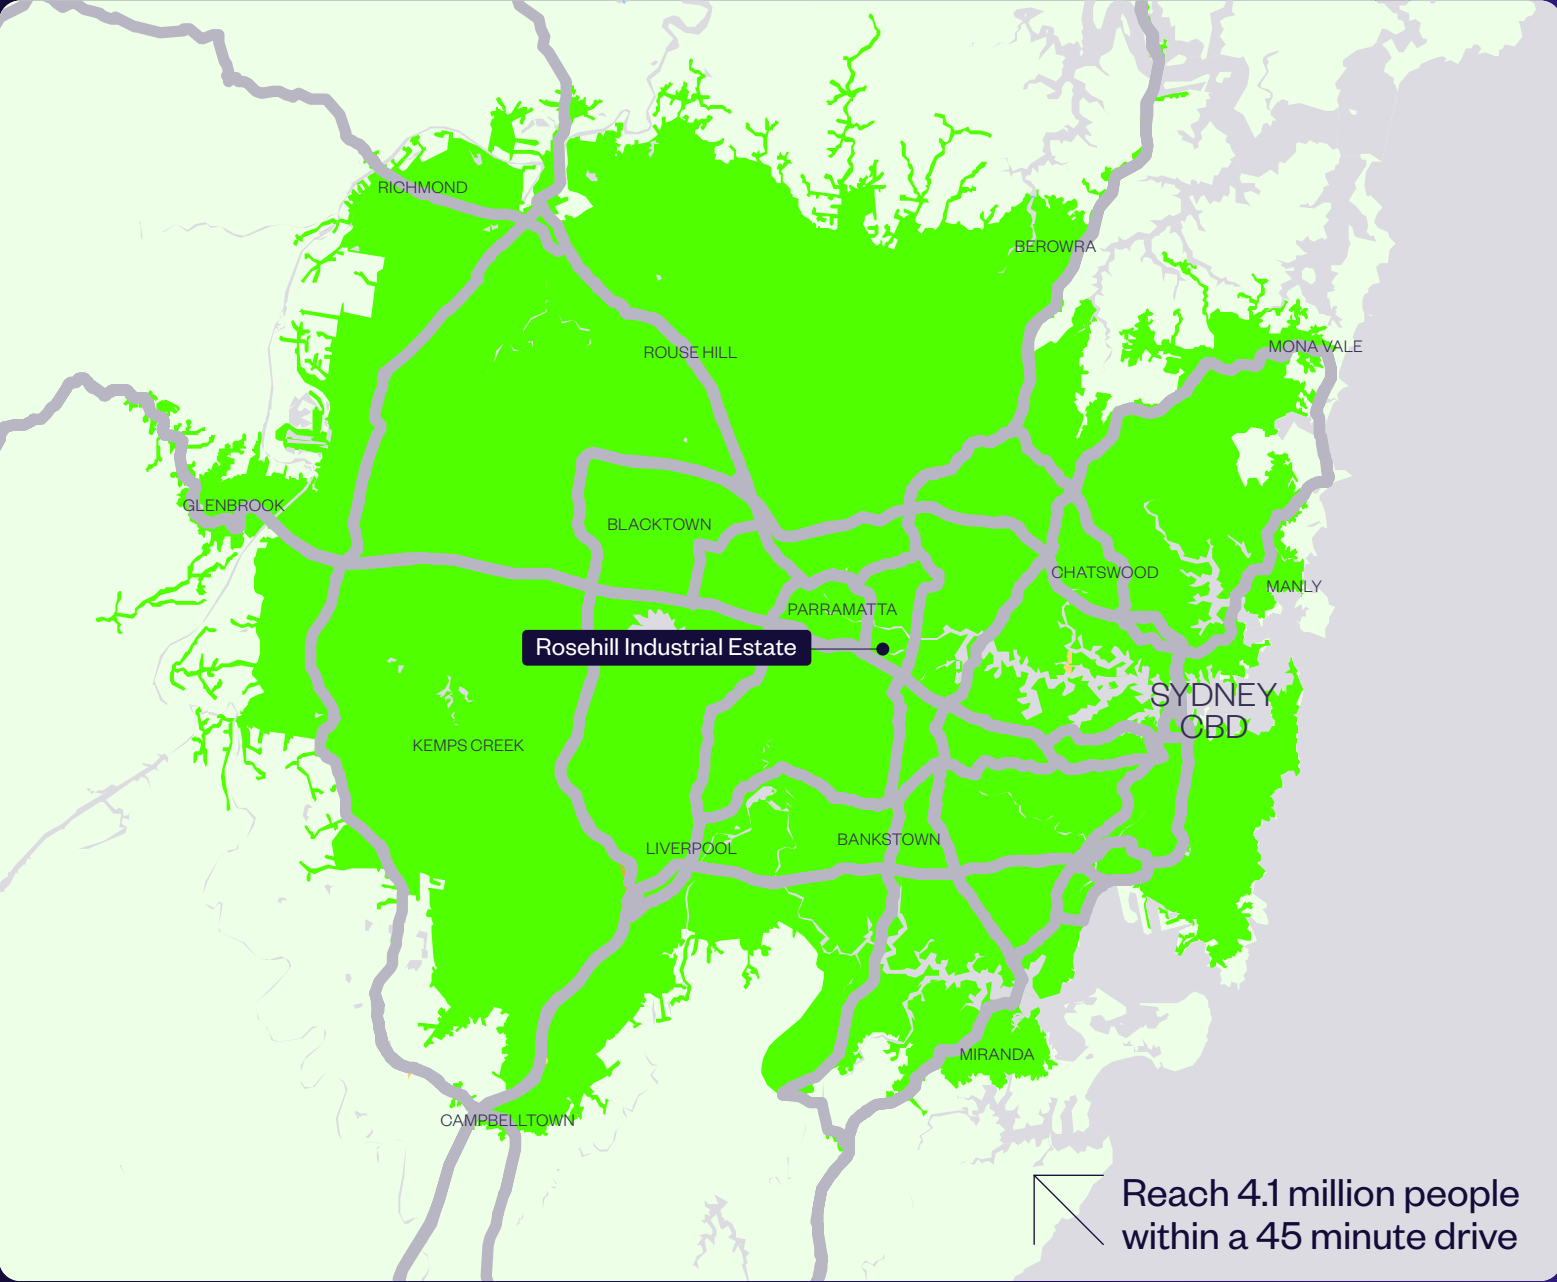 RICHMOND
BEROWRA
MONA VALE
ROUSE HILL
GLENBROOK
BLACKTOWN
CHATSWOOD
MANLY
PARRAMATTA
Rosehill Industrial Estate
SYDNEY
CBD
KEMPS CREEK
BANKSTOWN
LIVERPOOL
MIRANDA
CAMPBELLTOWN
Reach 4.1 million people
within a 45 minute drive